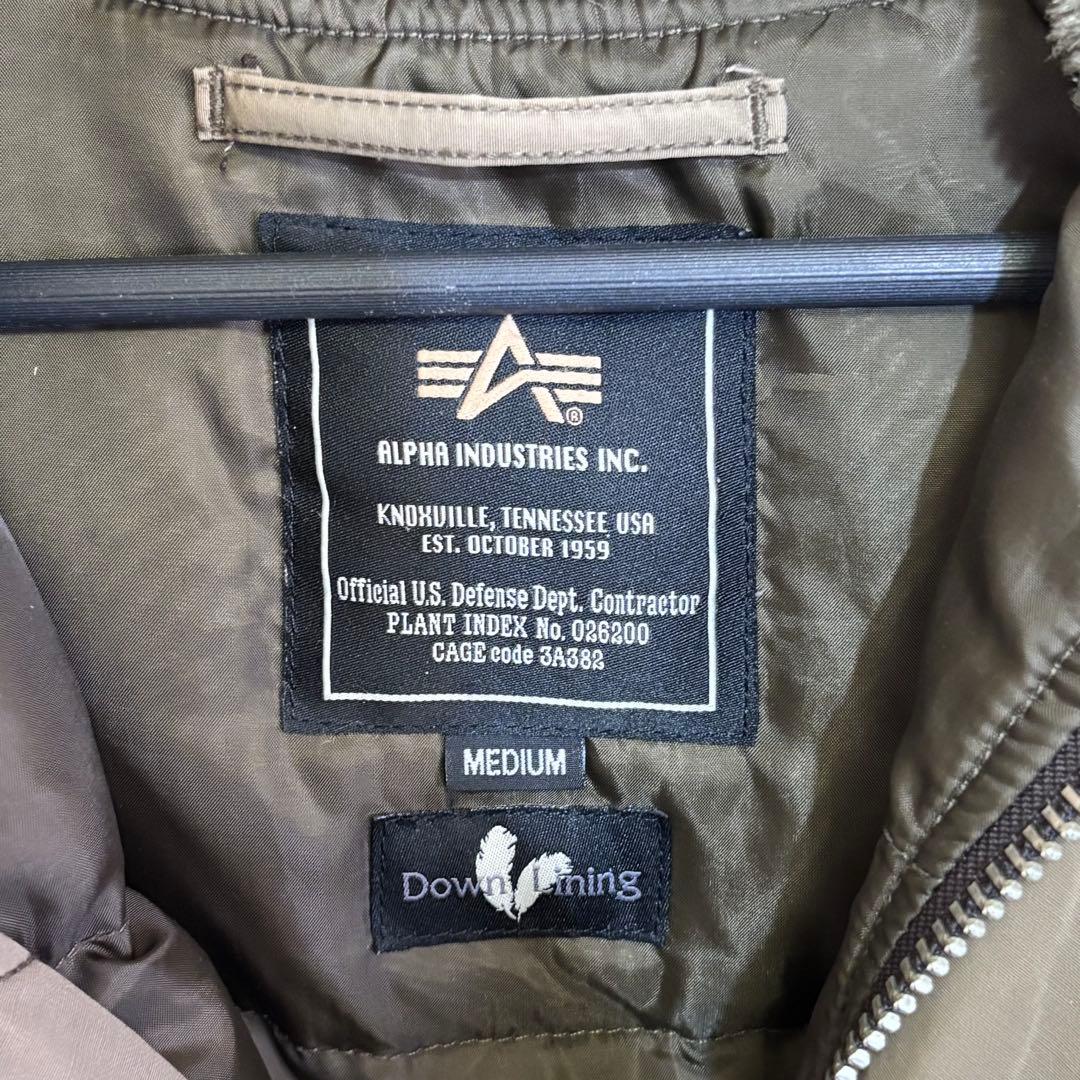 ®
ALPHA INDUSTRIES INC.
KNOXVILLE, TENNESSEE USA
EST. OCTOBER 1959
Official U.S. Defense Dept. Contractor
PLANT INDEX No. 026200
CAGE code 3A382
MEDIUM
Down Lining